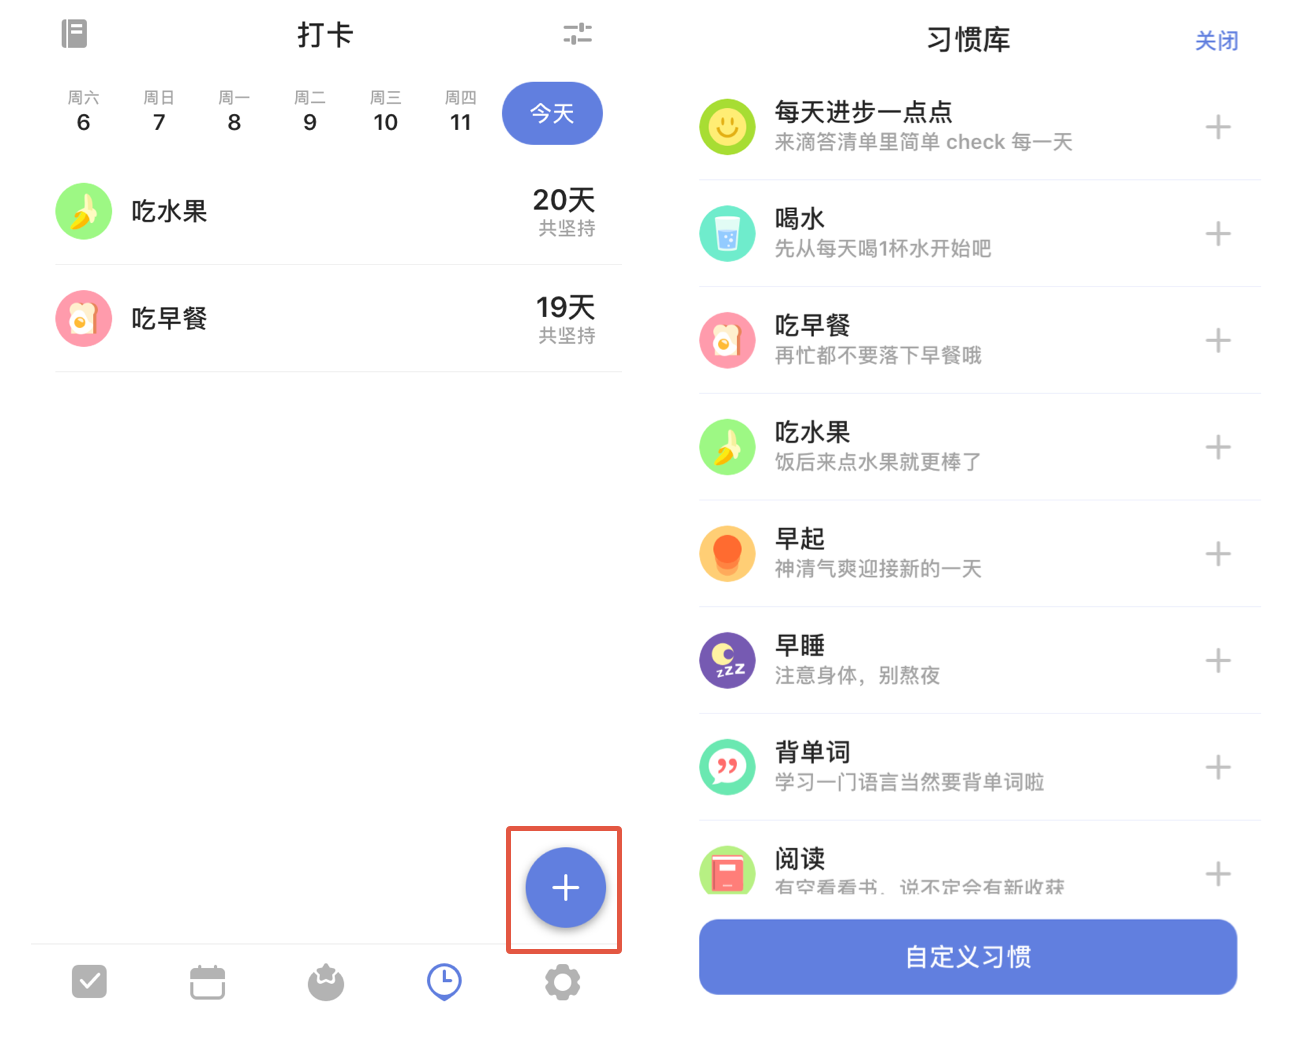 打卡
周六 周日 周一 周二 周三 周四 今天
6 7 8 9 10 11
吃水果
20天
共坚持
吃早餐
19天
共坚持
习惯库
关闭
每天进步一点点
来滴答清单里简单 check 每一天
喝水
先从每天喝1杯水开始吧
吃早餐
再忙都不要落下早餐哦
吃水果
饭后来点水果就更棒了
早起
神清气爽迎接新的一天
早睡
zzz
注意身体，别熬夜
背单词
学习一门语言当然要背单词啦
阅读
有空看看书，说不定会有新收获
自定义习惯